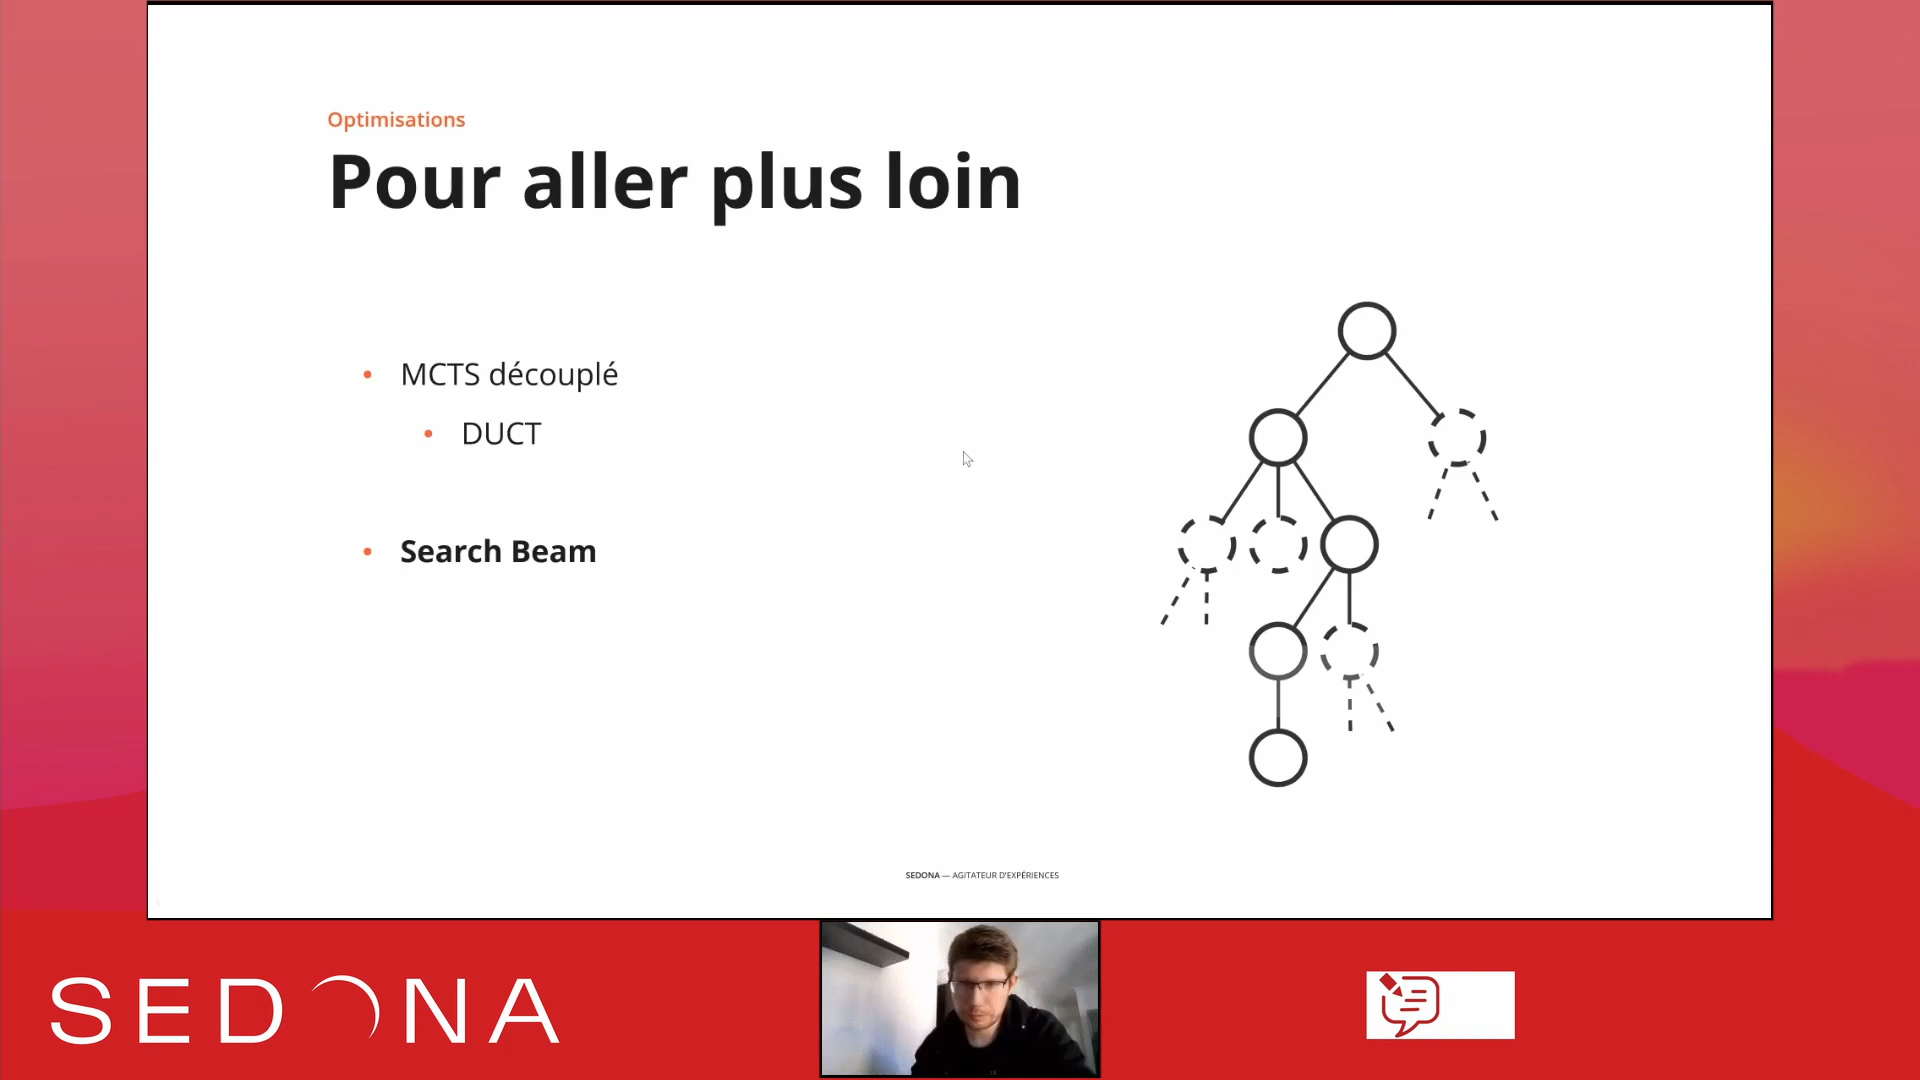 Optimisations
Pour aller plus loin
• MCTS découplé
• DUCT
• Search Beam
SEDONA — AGITATEUR D'EXPÉRIENCES
SEDONA